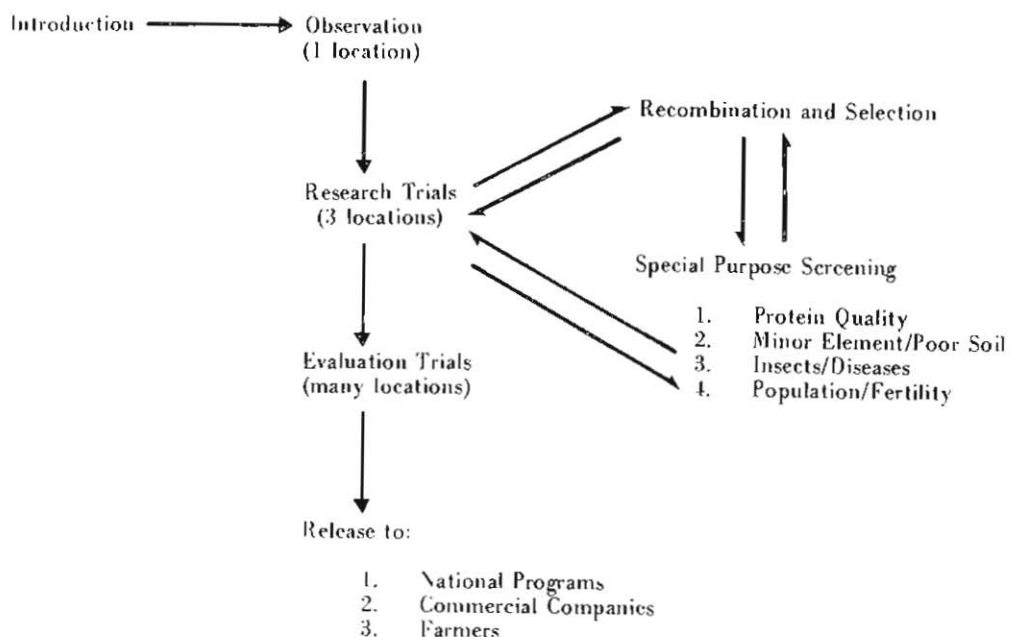 Introduction
Observation
(1 location)
Recombination and Selection
Research Trials
(3 locations)
Special Purpose Screening
1. Protein Quality
2. Minor Element/Poor Soil
3. Insects/Diseases
4. Population/Fertility
Evaluation Trials
(many locations)
Release to:
1. National Programs
2. Commercial Companies
3. Farmers